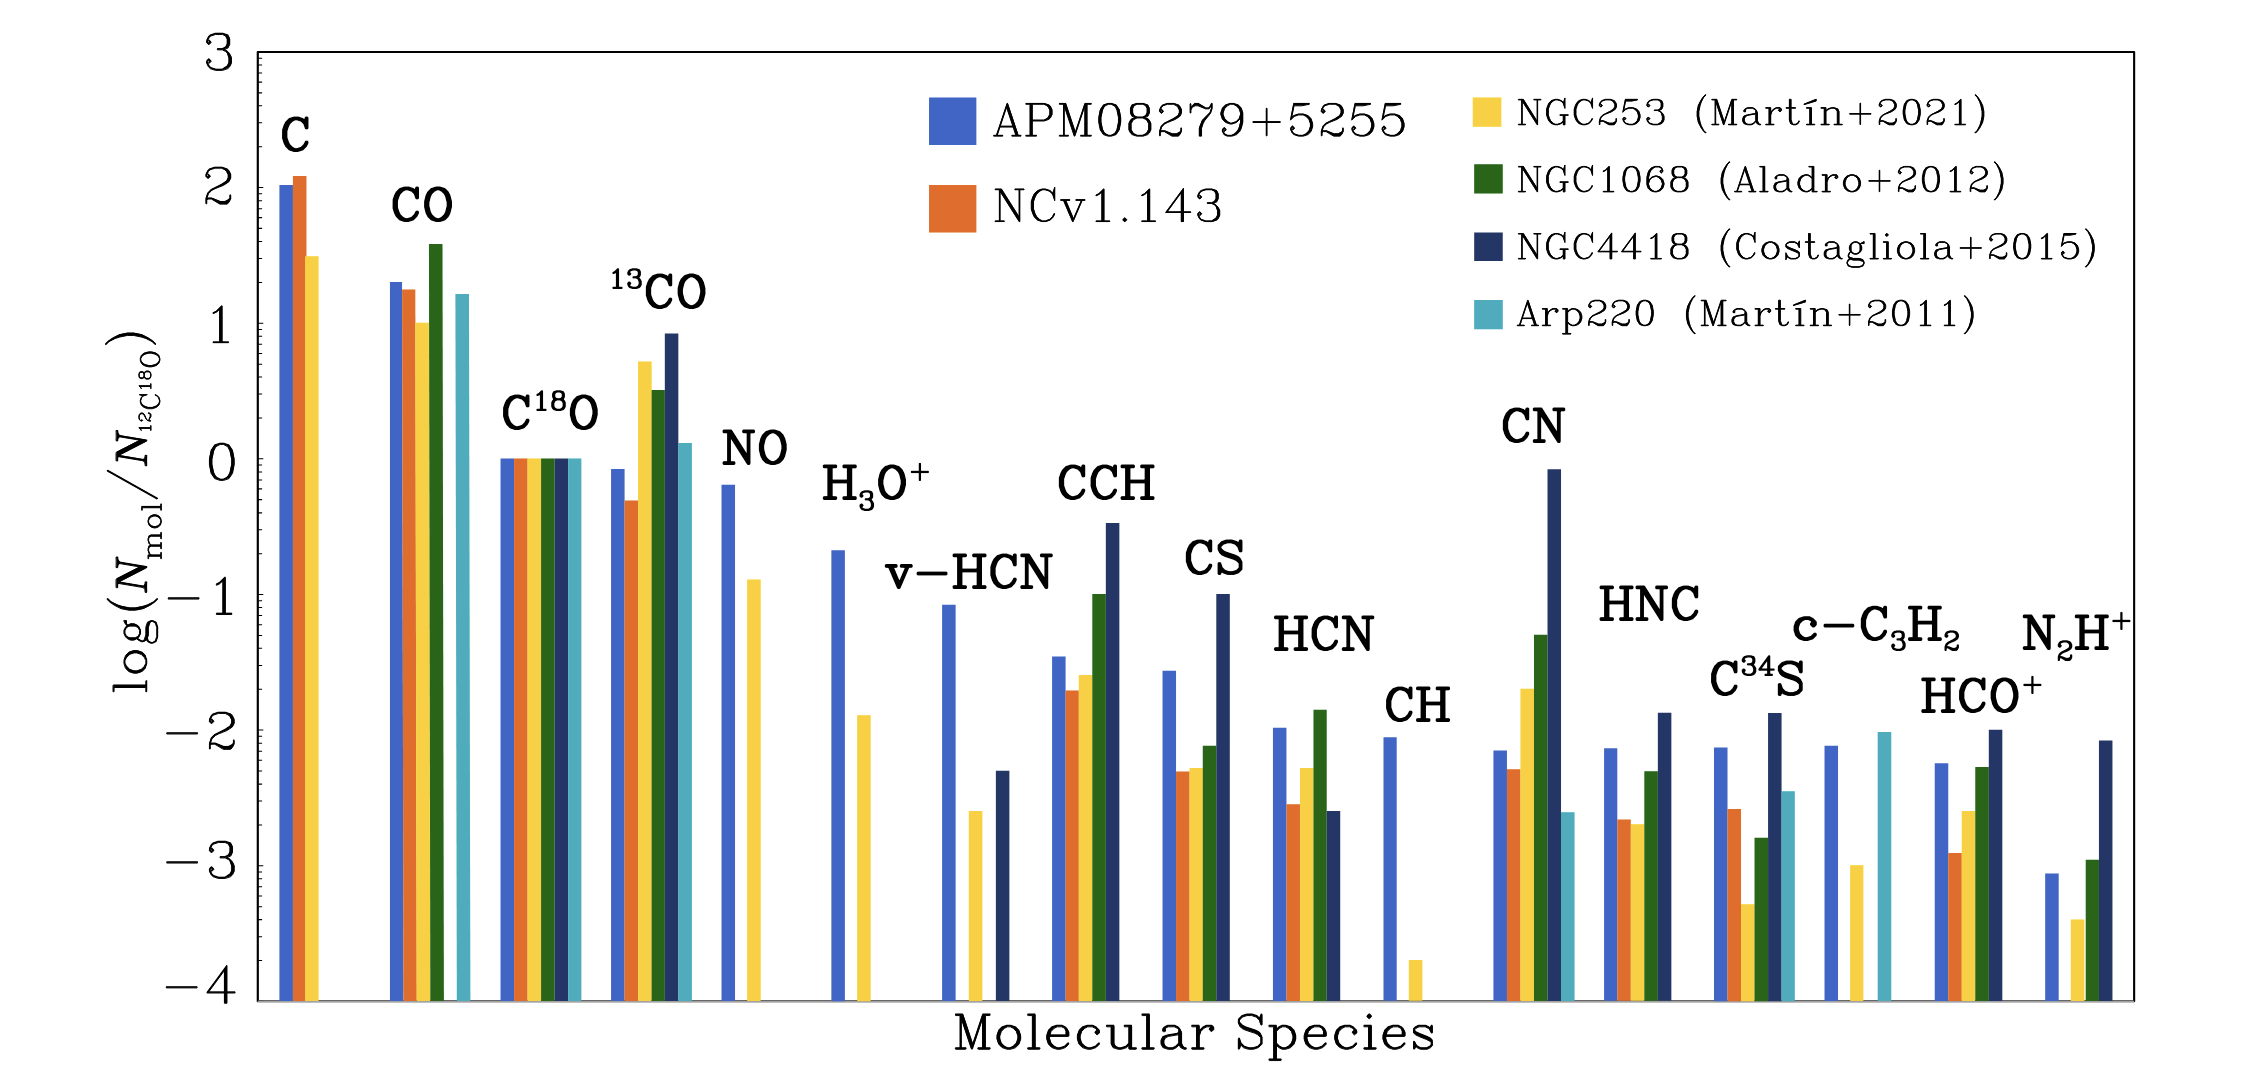 3
2
1
0
−1
−2
−3
−4
log(N_mol/N_12C18O)
C
CO
C¹⁸O
¹³CO
NO
H₃O⁺
v−HCN
CCH
CS
HCN
CH
CN
HNC
C³⁴S
c−C₃H₂
HCO⁺
N₂H⁺
APM08279+5255
NCv1.143
NGC253 (Martín+2021)
NGC1068 (Aladro+2012)
NGC4418 (Costagliola+2015)
Arp220 (Martín+2011)
Molecular Species